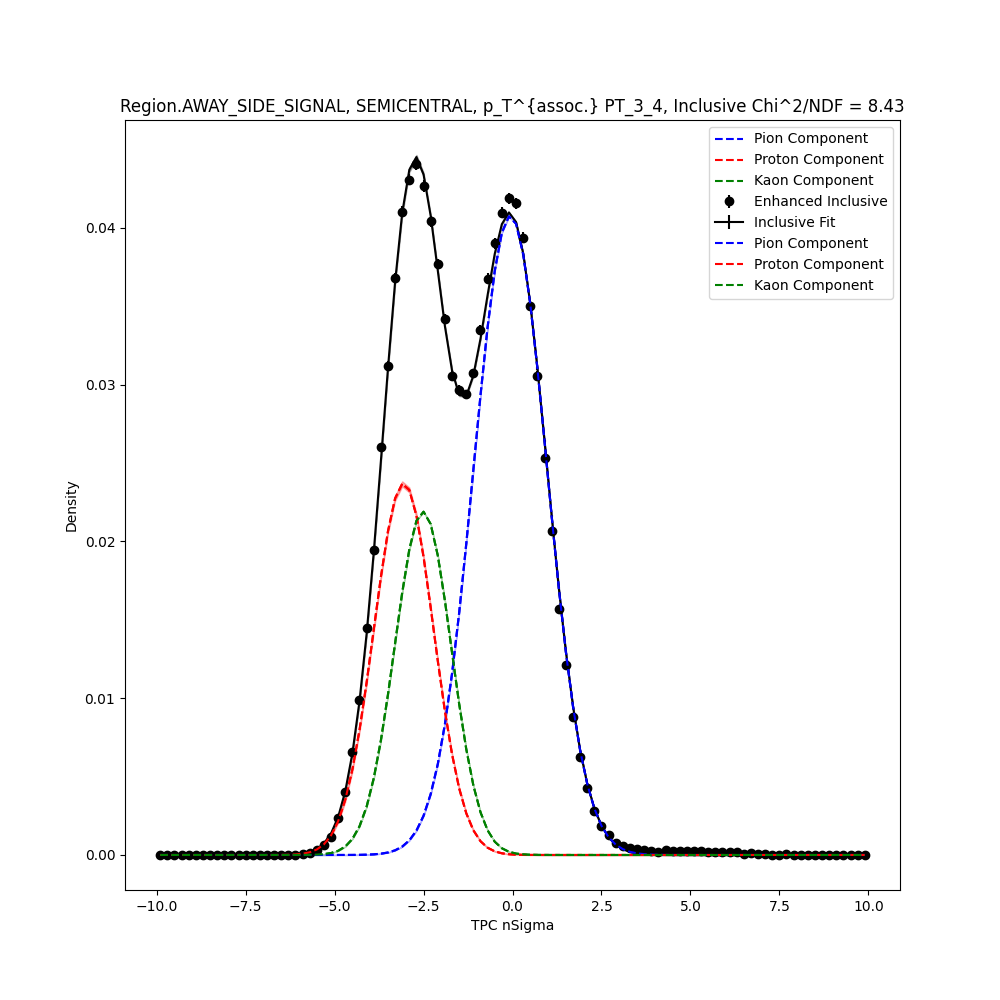 Region.AWAY_SIDE_SIGNAL, SEMICENTRAL, p_T^{assoc.} PT_3_4, Inclusive Chi^2/NDF = 8.43
Pion Component
Proton Component
Kaon Component
Enhanced Inclusive
Inclusive Fit
Pion Component
Proton Component
Kaon Component
Density
0.04
0.03
0.02
0.01
0.00
−10.0 −7.5 −5.0 −2.5 0.0 2.5 5.0 7.5 10.0
TPC nSigma